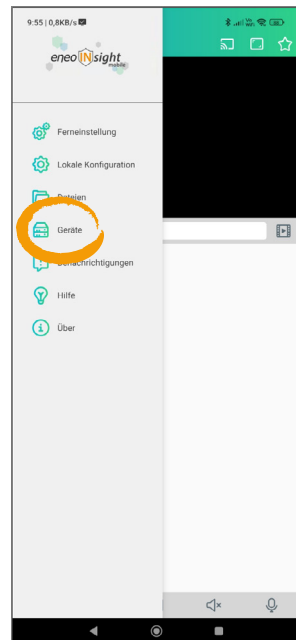 9:55 | 0,8KB/s
eneo INsight
mobile
Ferneinstellung
Lokale Konfiguration
Dateien
Geräte
Benachrichtigungen
Hilfe
Über